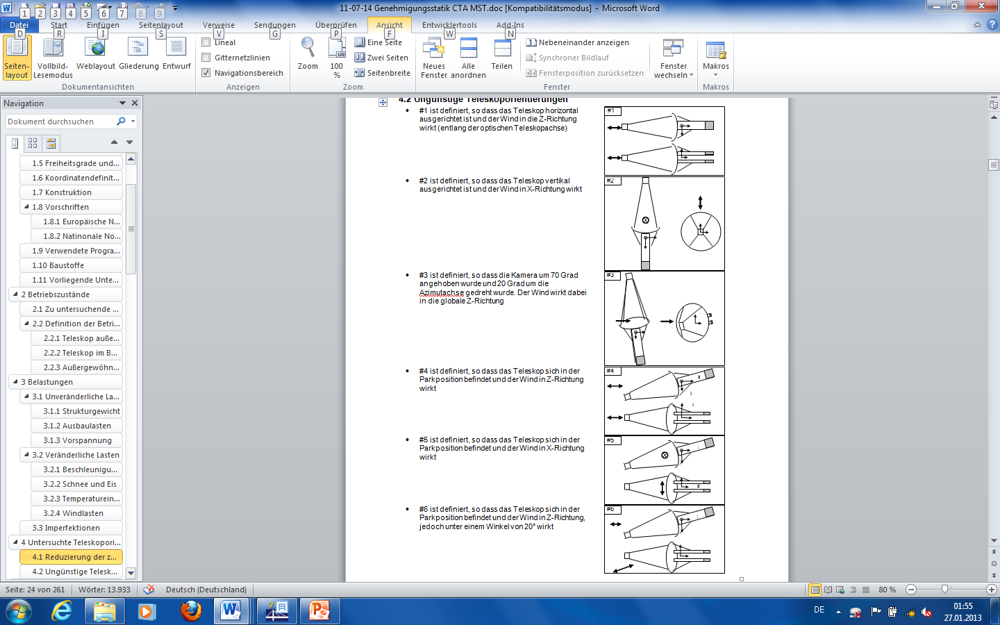 11-07-14 Genehmigungsstatik CTA MST.doc [Kompatibilitätsmodus] - Microsoft Word
1 2 3 4 5 6 7 8 9
Datei Start Einfügen Seitenlayout Verweise Sendungen Überprüfen Ansicht Entwicklertools Add-Ins
D R I S V G P F W N
Seiten-
layout
Vollbild-
Lesemodus
Weblayout
Gliederung
Entwurf
Dokumentansichten
Lineal
Gitternetzlinien
Navigationsbereich
Anzeigen
Zoom
100
100
%
Eine Seite
Zwei Seiten
Seitenbreite
Zoom
Neues
Fenster
Alle
anordnen
Teilen
Nebeneinander anzeigen
Synchroner Bildlauf
Fensterposition zurücksetzen
Fenster
wechseln
Fenster
Makros
Makros
Navigation
Dokument durchsuchen
1.5 Freiheitsgrade und...
1.6 Koordinatendefinit...
1.7 Konstruktion
1.8 Vorschriften
1.8.1 Europäische N...
1.8.2 Natinonale No...
1.9 Verwendete Progra...
1.10 Baustoffe
1.11 Vorliegende Unte...
2 Betriebszustände
2.1 Zu untersuchende ...
2.2 Definition der Betri...
2.2.1 Teleskop auße...
2.2.2 Teleskop im B...
2.2.3 Außergewöhn...
3 Belastungen
3.1 Unveränderliche La...
3.1.1 Strukturgewicht
3.1.2 Ausbaulasten
3.1.3 Vorspannung
3.2 Veränderliche Lasten
3.2.1 Beschleunigu...
3.2.2 Schnee und Eis
3.2.3 Temperaturein...
3.2.4 Windlasten
3.3 Imperfektionen
4 Untersuchte Teleskopori...
4.1 Reduzierung der z...
4.2 Ungünstige Telesk...
4.2 Ungünstige Teleskoporientierungen
• #1 ist definiert, so dass das Teleskop horizontal
ausgerichtet ist und der Wind in die Z-Richtung
wirkt (entlang der optischen Teleskopachse)
#1
• #2 ist definiert, so dass das Teleskop vertikal
ausgerichtet ist und der Wind in X-Richtung wirkt
#2
• #3 ist definiert, so dass die Kamera um 70 Grad
angehoben wurde und 20 Grad um die
Azimutachse gedreht wurde. Der Wind wirkt dabei
in die globale Z-Richtung
#3
• #4 ist definiert, so dass das Teleskop sich in der
Parkposition befindet und der Wind in Z-Richtung
wirkt
#4
z
• #5 ist definiert, so dass das Teleskop sich in der
Parkposition befindet und der Wind in X-Richtung
wirkt
#5
z
• #6 ist definiert, so dass das Teleskop sich in der
Parkposition befindet und der Wind in Z-Richtung,
jedoch unter einem Winkel von 20° wirkt
#6
Seite: 24 von 261 Wörter: 13.933 Deutsch (Deutschland) 80 %
DE
01:55
27.01.2013